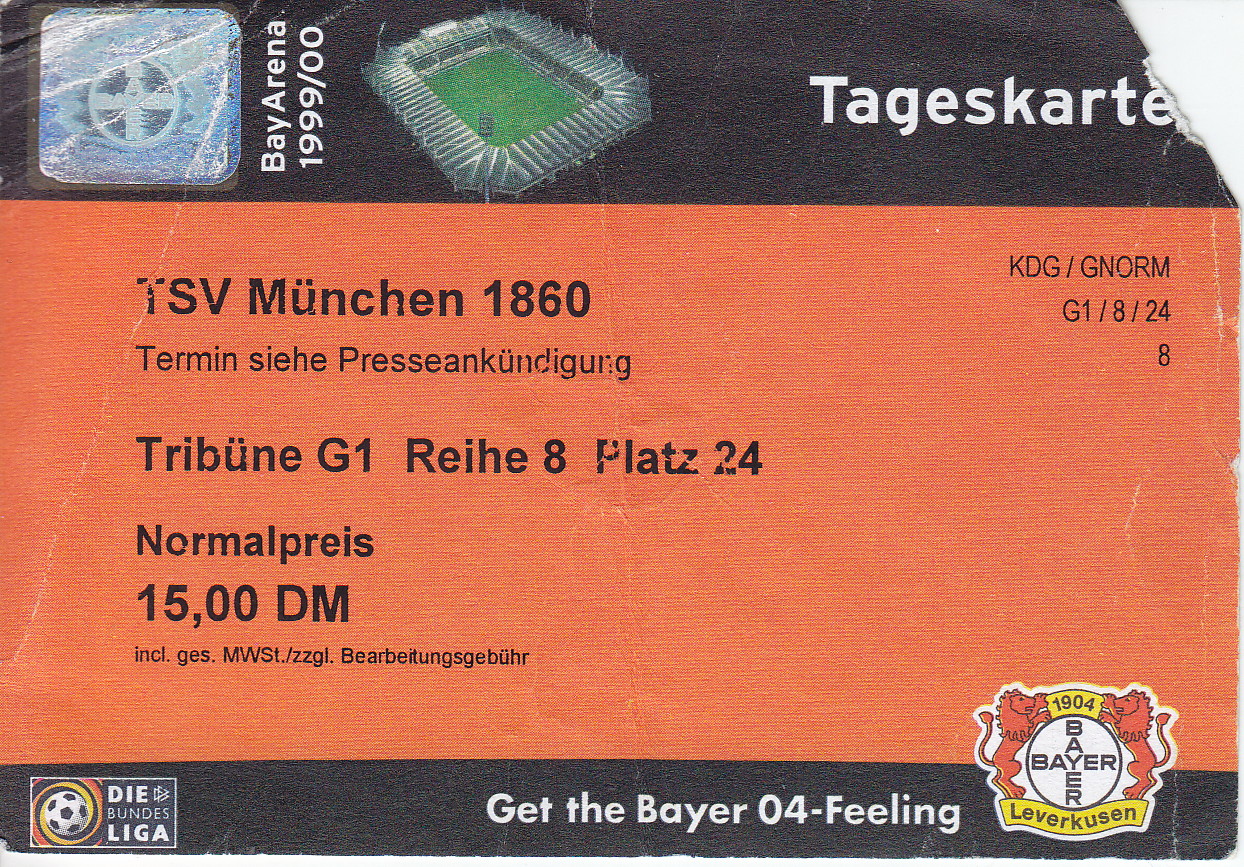 BayArena
1999/00
Tageskarte
KDG / GNORM
G1 / 8 / 24
8
TSV München 1860
Termin siehe Presseankündigung
Tribüne G1 Reihe 8 Platz 24
Normalpreis
15,00 DM
incl. ges. MWSt./zzgl. Bearbeitungsgebühr
DIE
BUNDES
LIGA
Get the Bayer 04-Feeling
1904
BAYER
BAYER
Leverkusen